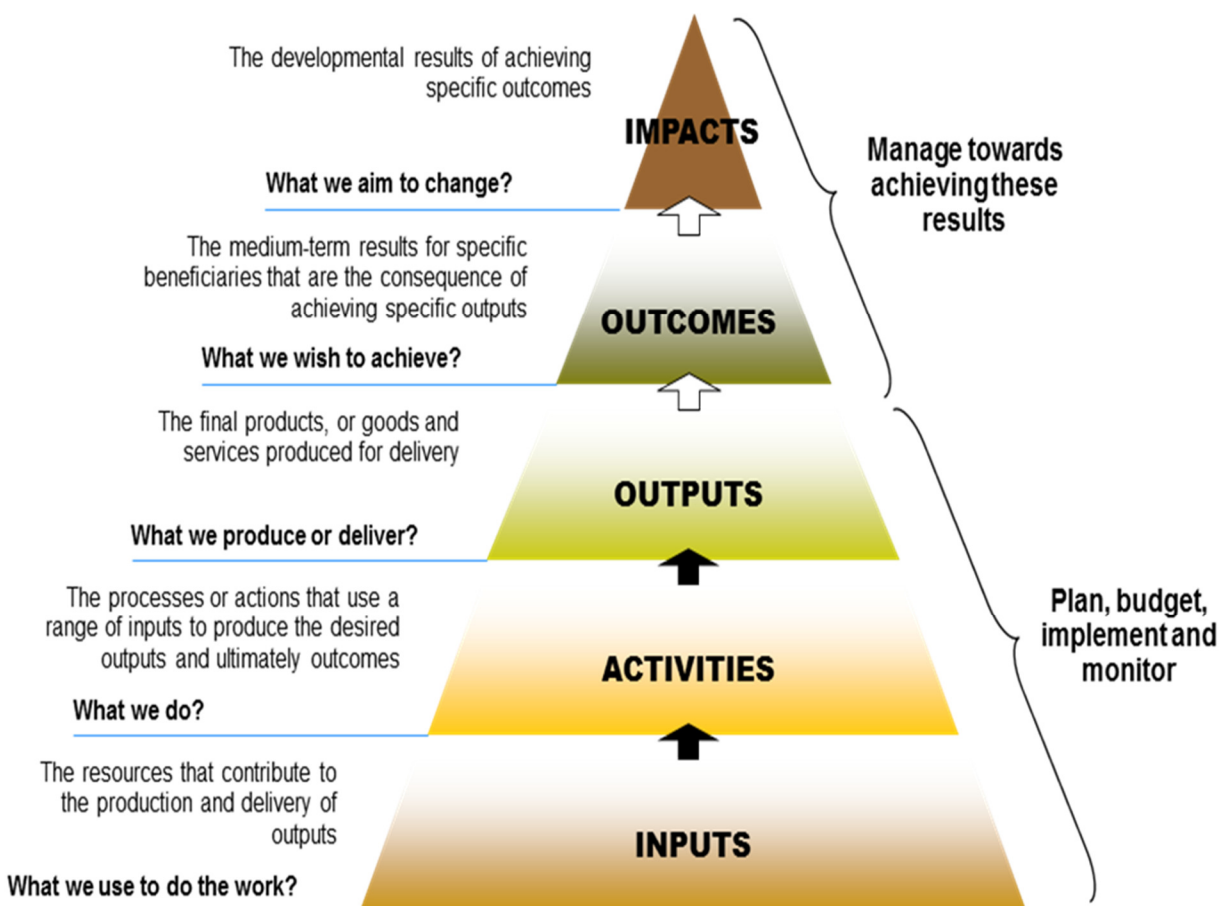 The developmental results of achieving
specific outcomes
IMPACTS
What we aim to change?
Manage towards
achieving these
results
The medium-term results for specific
beneficiaries that are the consequence of
achieving specific outputs
OUTCOMES
What we wish to achieve?
The final products, or goods and
services produced for delivery
OUTPUTS
What we produce or deliver?
The processes or actions that use a
range of inputs to produce the desired
outputs and ultimately outcomes
ACTIVITIES
Plan, budget,
implement and
monitor
What we do?
The resources that contribute to
the production and delivery of
outputs
INPUTS
What we use to do the work?